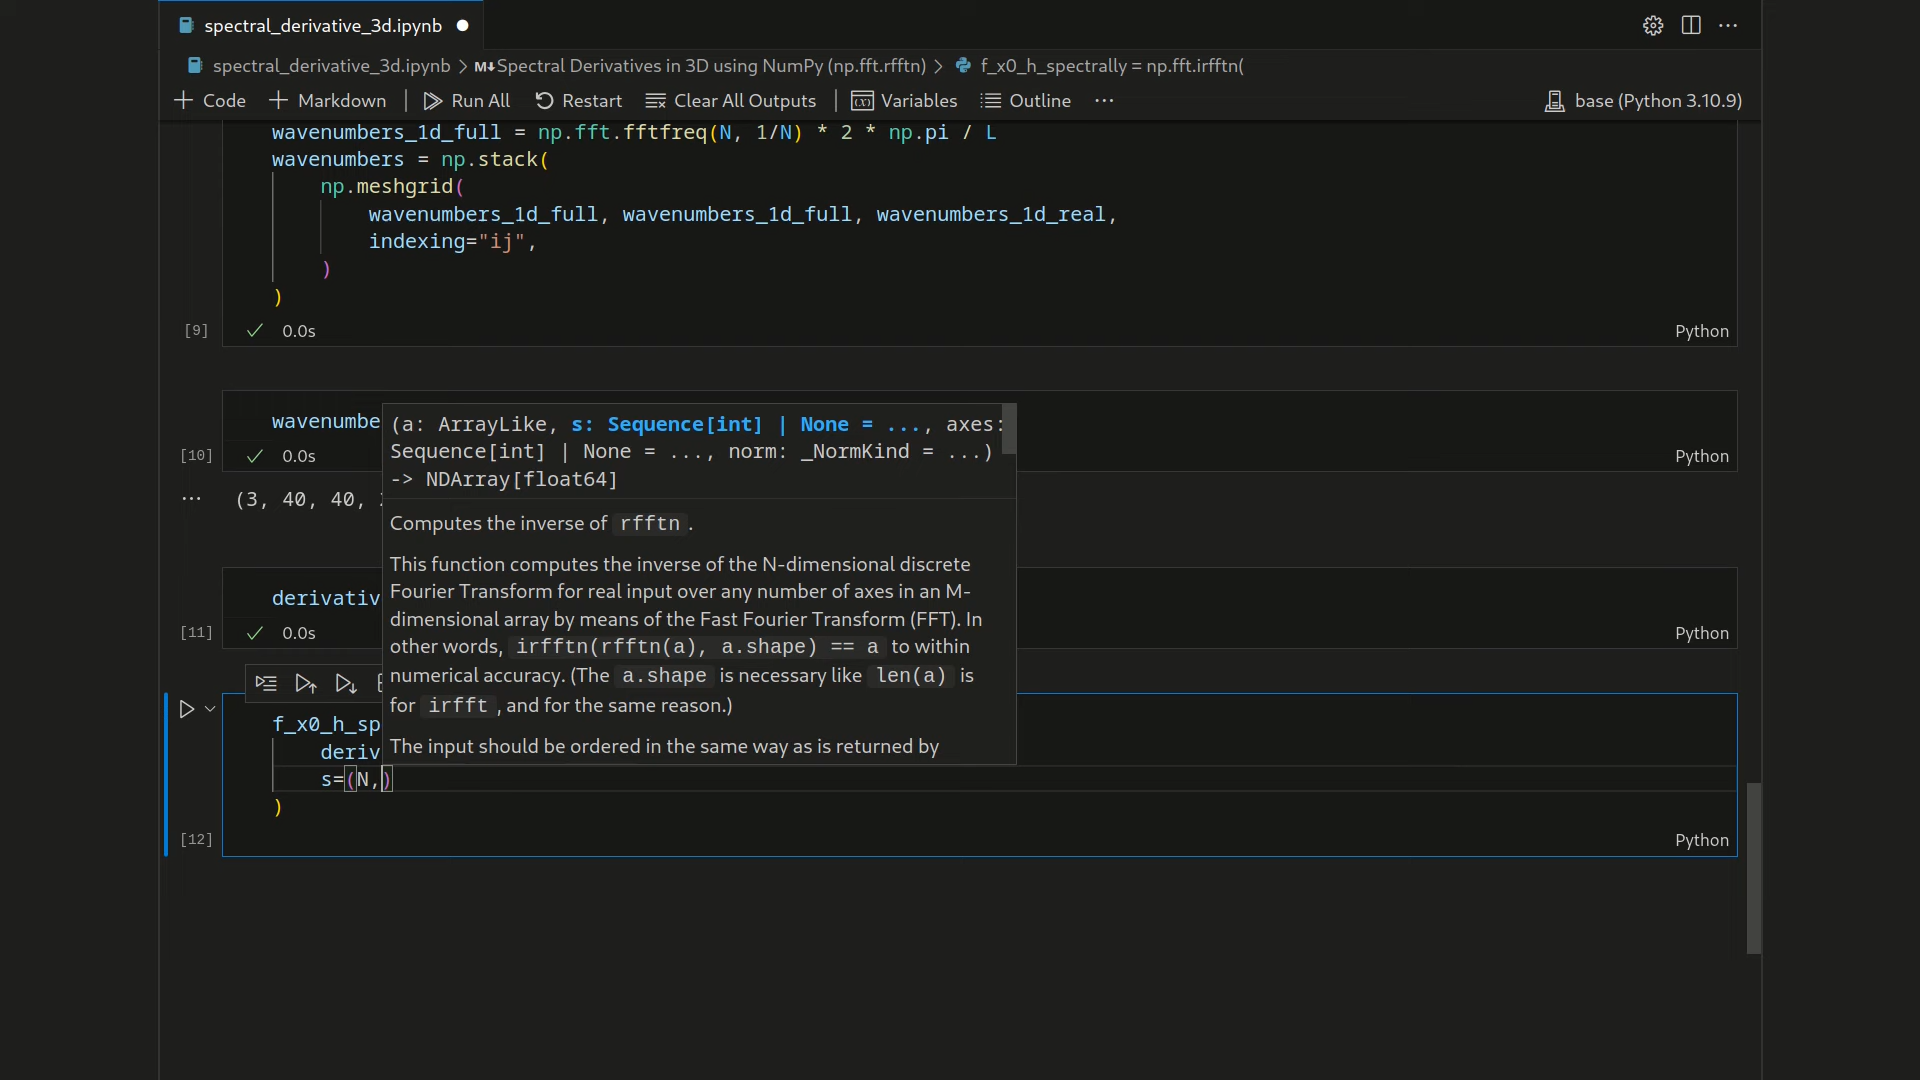 spectral_derivative_3d.ipynb
spectral_derivative_3d.ipynb > M↓Spectral Derivatives in 3D using NumPy (np.fft.rfftn) > f_x0_h_spectrally = np.fft.irfftn(
+ Code + Markdown | Run All Restart Clear All Outputs | Variables Outline ...
base (Python 3.10.9)
wavenumbers_1d_full = np.fft.fftfreq(N, 1/N) * 2 * np.pi / L
wavenumbers = np.stack(
np.meshgrid(
wavenumbers_1d_full, wavenumbers_1d_full, wavenumbers_1d_real,
indexing="ij",
)
)
[9] 0.0s Python
wavenumbe
[10] 0.0s Python
(3, 40, 40,
derivativ
[11] 0.0s Python
(a: ArrayLike, s: Sequence[int] | None = ..., axes:
Sequence[int] | None = ..., norm: _NormKind = ...)
-> NDArray[float64]
Computes the inverse of rfftn.
This function computes the inverse of the N-dimensional discrete
Fourier Transform for real input over any number of axes in an M-
dimensional array by means of the Fast Fourier Transform (FFT). In
other words, irfftn(rfftn(a), a.shape) == a to within
numerical accuracy. (The a.shape is necessary like len(a) is
for irfft, and for the same reason.)
The input should be ordered in the same way as is returned by
f_x0_h_sp
deriv
s=(N,)
)
[12] Python